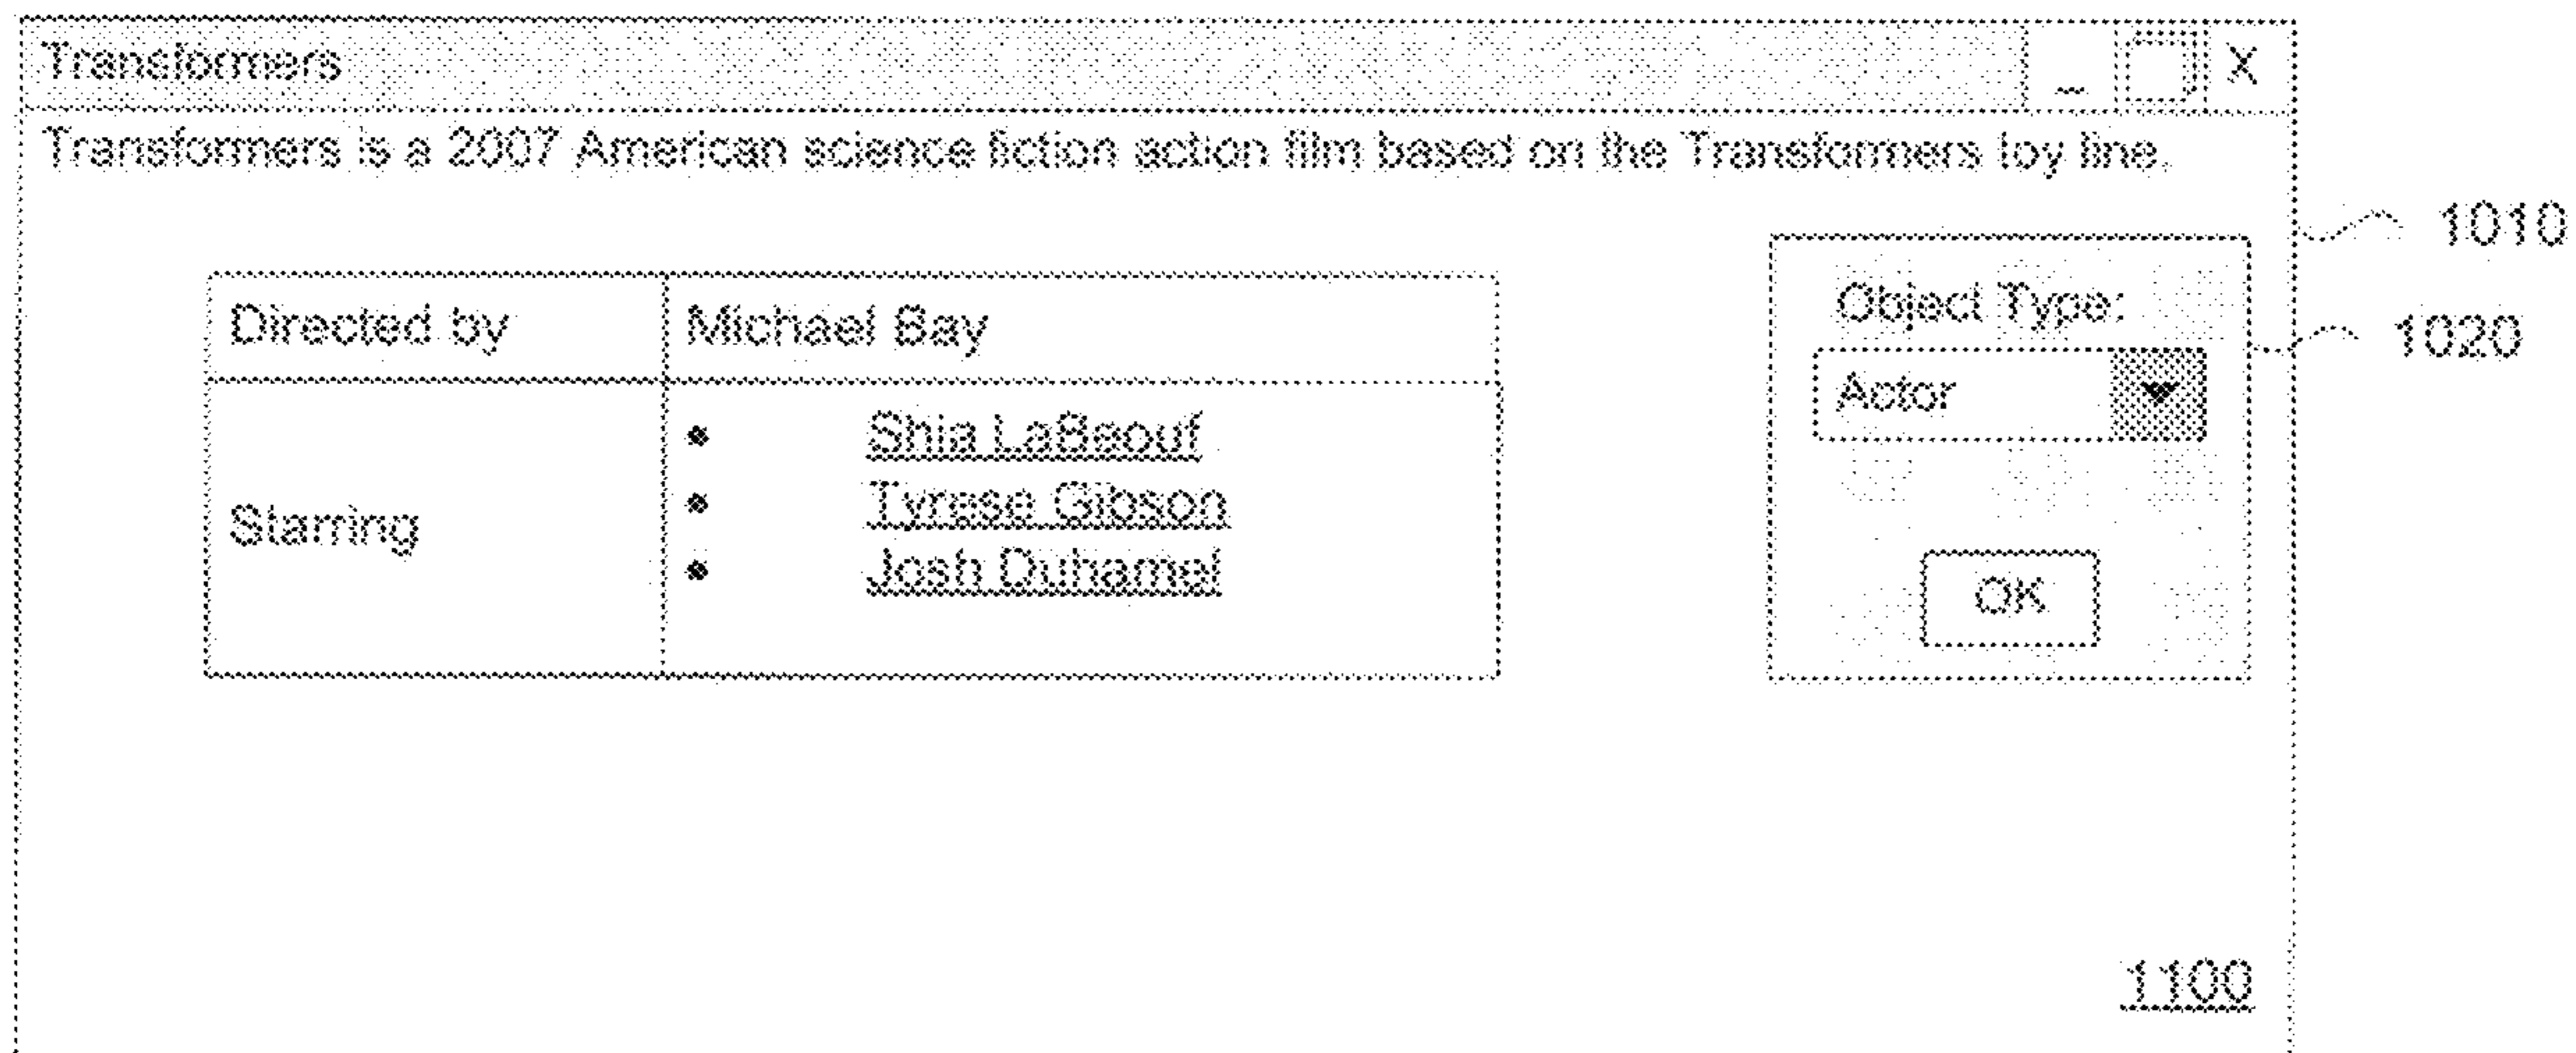 Transformers
_ X
Transformers is a 2007 American science fiction action film based on the Transformers toy line.
1010
Object Type:
1020
Directed by Michael Bay
Actor
Starring
• Shia LaBeouf
• Tyrese Gibson
• Josh Duhamel
OK
1100